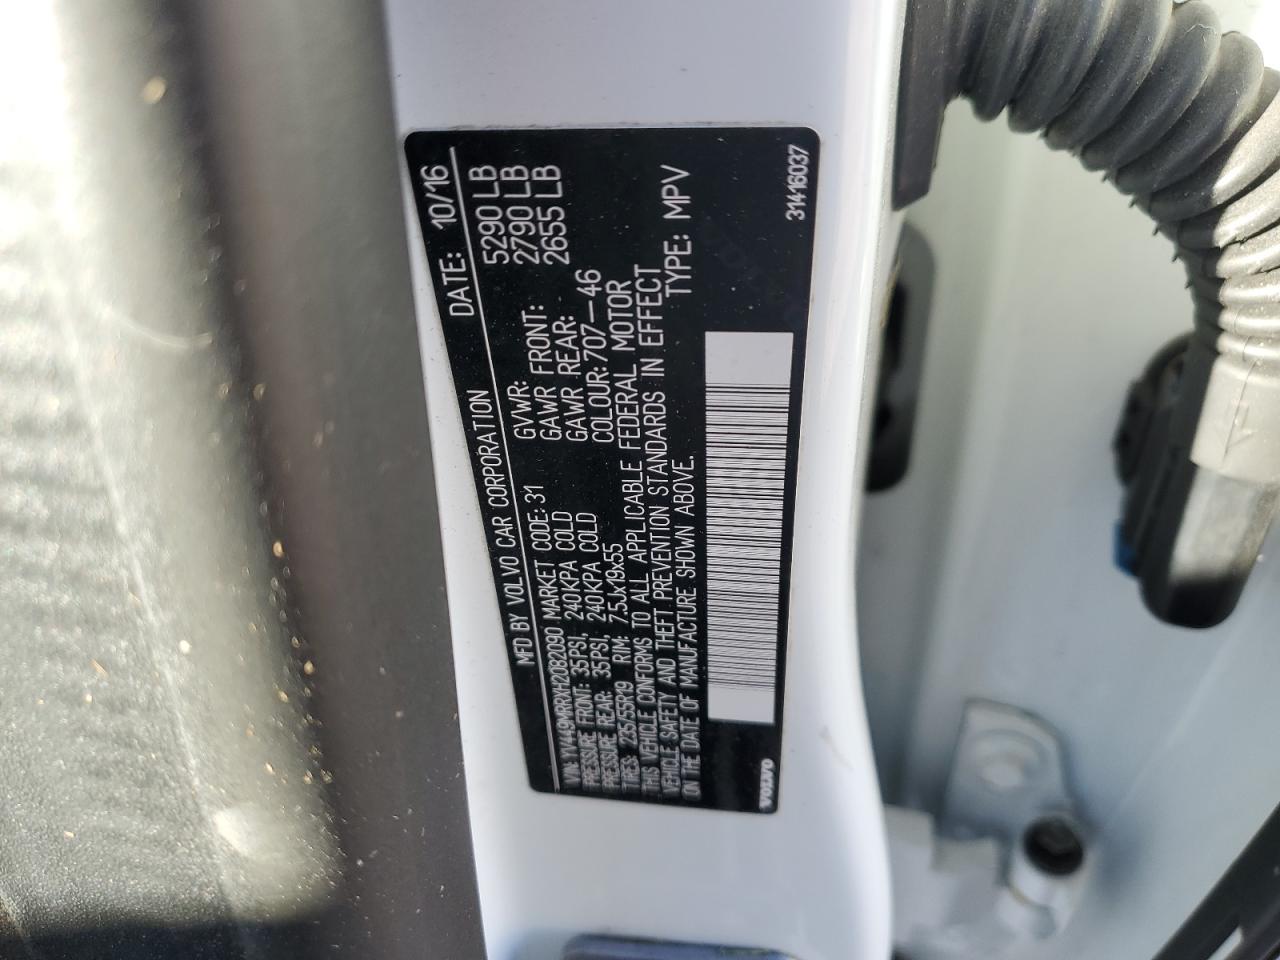 MFD BY VOLVO CAR CORPORATION DATE: 10/16
VIN: YV449MRRXH2082090 MARKET CODE: 31 GVWR: 5290 LB
PRESSURE FRONT: 35PSI, 240KPA COLD GAWR FRONT: 2790 LB
PRESSURE REAR: 35PSI, 240KPA COLD GAWR REAR: 2655 LB
TIRES: 235/55R19 RIM: 7.5Jx19x55 COLOUR: 707-46
THIS VEHICLE CONFORMS TO ALL APPLICABLE FEDERAL MOTOR
VEHICLE SAFETY AND THEFT PREVENTION STANDARDS IN EFFECT
ON THE DATE OF MANUFACTURE SHOWN ABOVE. TYPE: MPV
VOLVO 31416037